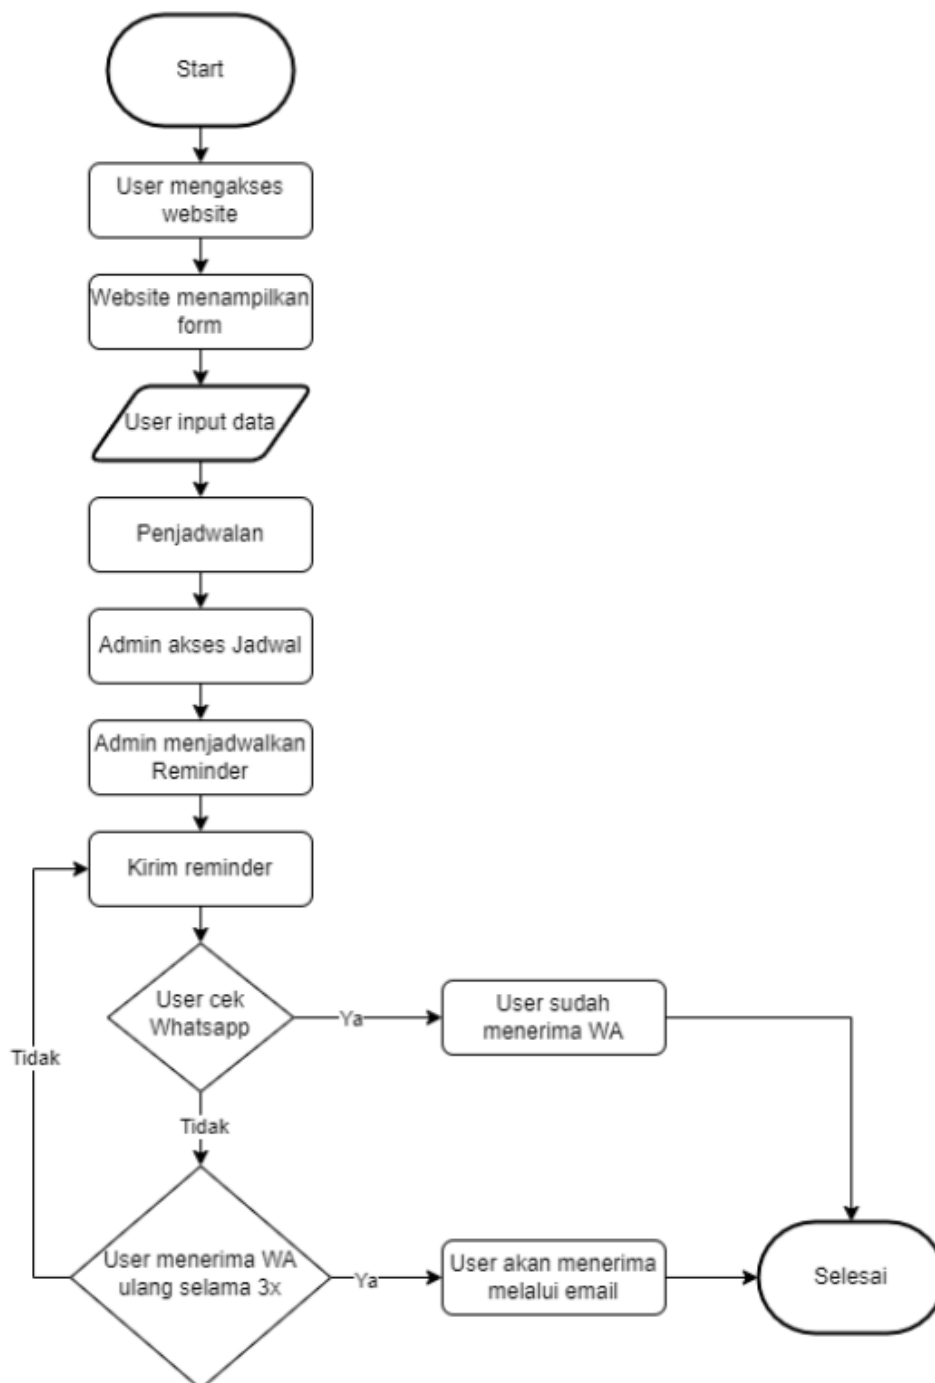 Start
User mengakses
website
Website menampilkan
form
User input data
Penjadwalan
Admin akses Jadwal
Admin menjadwalkan
Reminder
Kirim reminder
User cek
Whatsapp
Ya
User sudah
menerima WA
Tidak
Tidak
User menerima WA
ulang selama 3x
Ya
User akan menerima
melalui email
Selesai